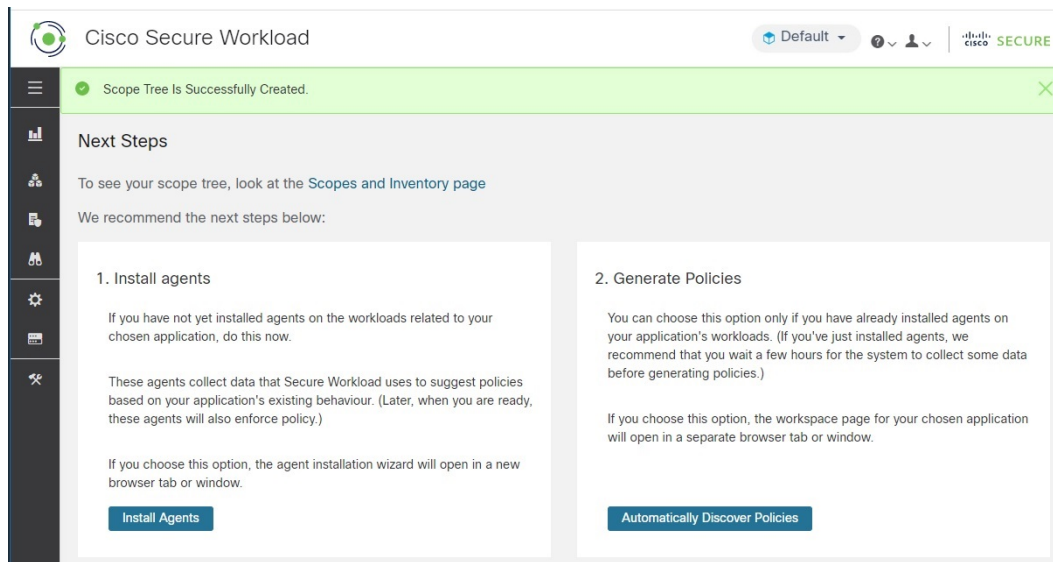 Cisco Secure Workload
Default
cisco SECURE
Scope Tree Is Successfully Created.
Next Steps
To see your scope tree, look at the Scopes and Inventory page
We recommend the next steps below:
1. Install agents
If you have not yet installed agents on the workloads related to your
chosen application, do this now.
These agents collect data that Secure Workload uses to suggest policies
based on your application's existing behaviour. (Later, when you are ready,
these agents will also enforce policy.)
If you choose this option, the agent installation wizard will open in a new
browser tab or window.
Install Agents
2. Generate Policies
You can choose this option only if you have already installed agents on
your application's workloads. (If you've just installed agents, we
recommend that you wait a few hours for the system to collect some data
before generating policies.)
If you choose this option, the workspace page for your chosen application
will open in a separate browser tab or window.
Automatically Discover Policies